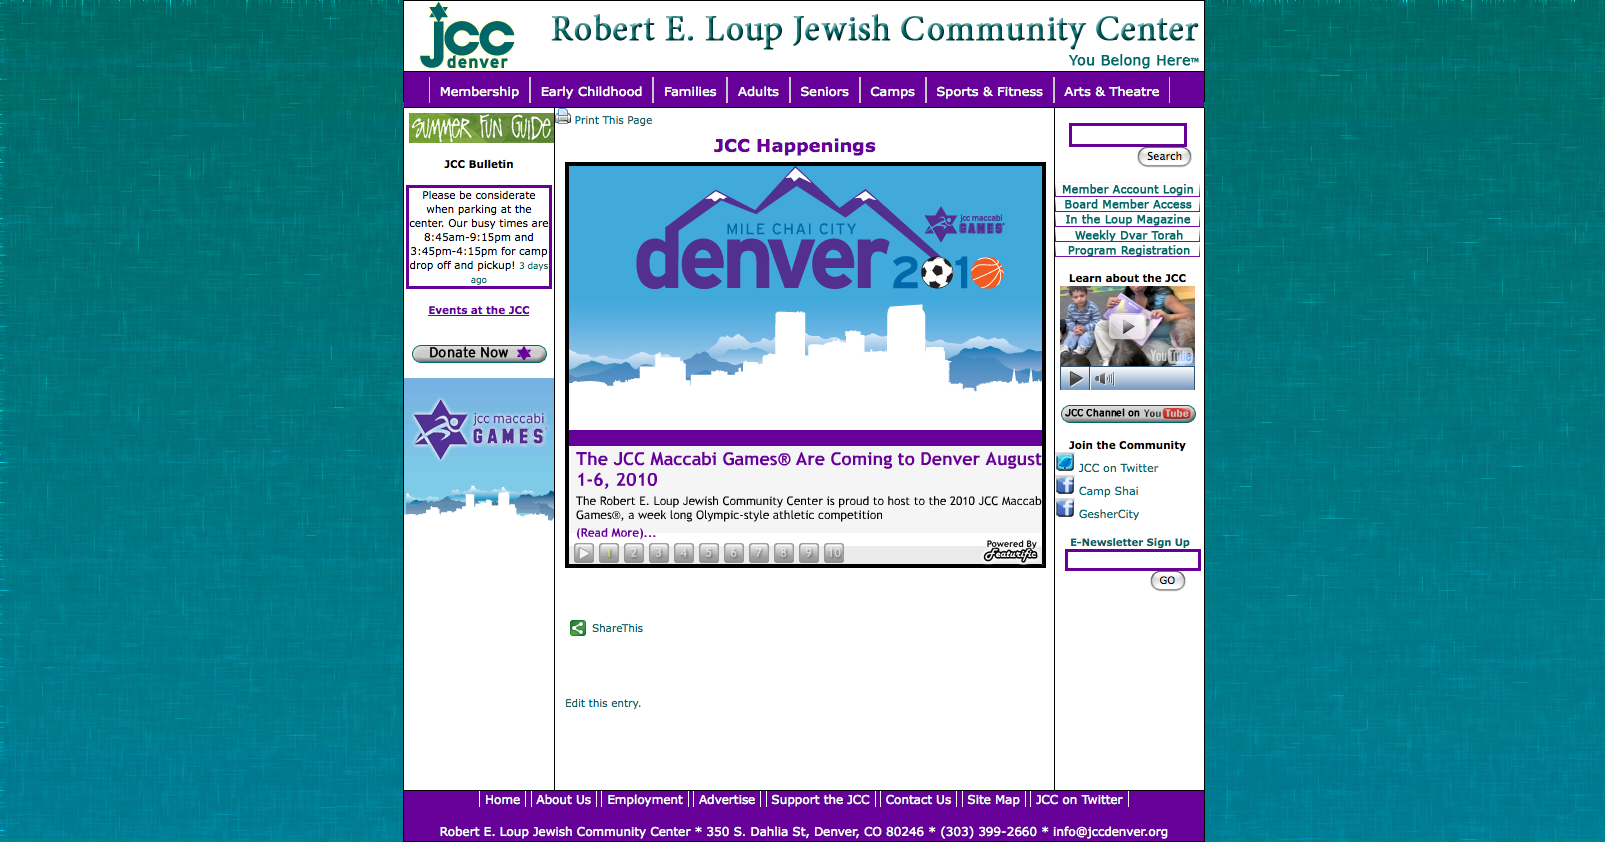 jcc
denver
Robert E. Loup Jewish Community Center
You Belong Here™
Membership
Early Childhood
Families
Adults
Seniors
Camps
Sports & Fitness
Arts & Theatre
SUMMER FUN GUIDE
JCC Bulletin
Please be considerate
when parking at the
center. Our busy times are
8:45am-9:15pm and
3:45pm-4:15pm for camp
drop off and pickup! 3 days
ago
Events at the JCC
Donate Now
jcc maccabi
GAMES
Print This Page
JCC Happenings
MILE CHAI CITY
denver
2010
jcc maccabi
GAMES
The JCC Maccabi Games® Are Coming to Denver August
1-6, 2010
The Robert E. Loup Jewish Community Center is proud to host to the 2010 JCC Maccab
Games®, a week long Olympic-style athletic competition
(Read More)...
1 2 3 4 5 6 7 8 9 10
Powered By
Featurific
ShareThis
Edit this entry.
Search
Member Account Login
Board Member Access
In the Loup Magazine
Weekly Dvar Torah
Program Registration
Learn about the JCC
YouTube
JCC Channel on YouTube
Join the Community
JCC on Twitter
Camp Shai
GesherCity
E-Newsletter Sign Up
GO
Home
About Us
Employment
Advertise
Support the JCC
Contact Us
Site Map
JCC on Twitter
Robert E. Loup Jewish Community Center * 350 S. Dahlia St, Denver, CO 80246 * (303) 399-2660 * info@jccdenver.org